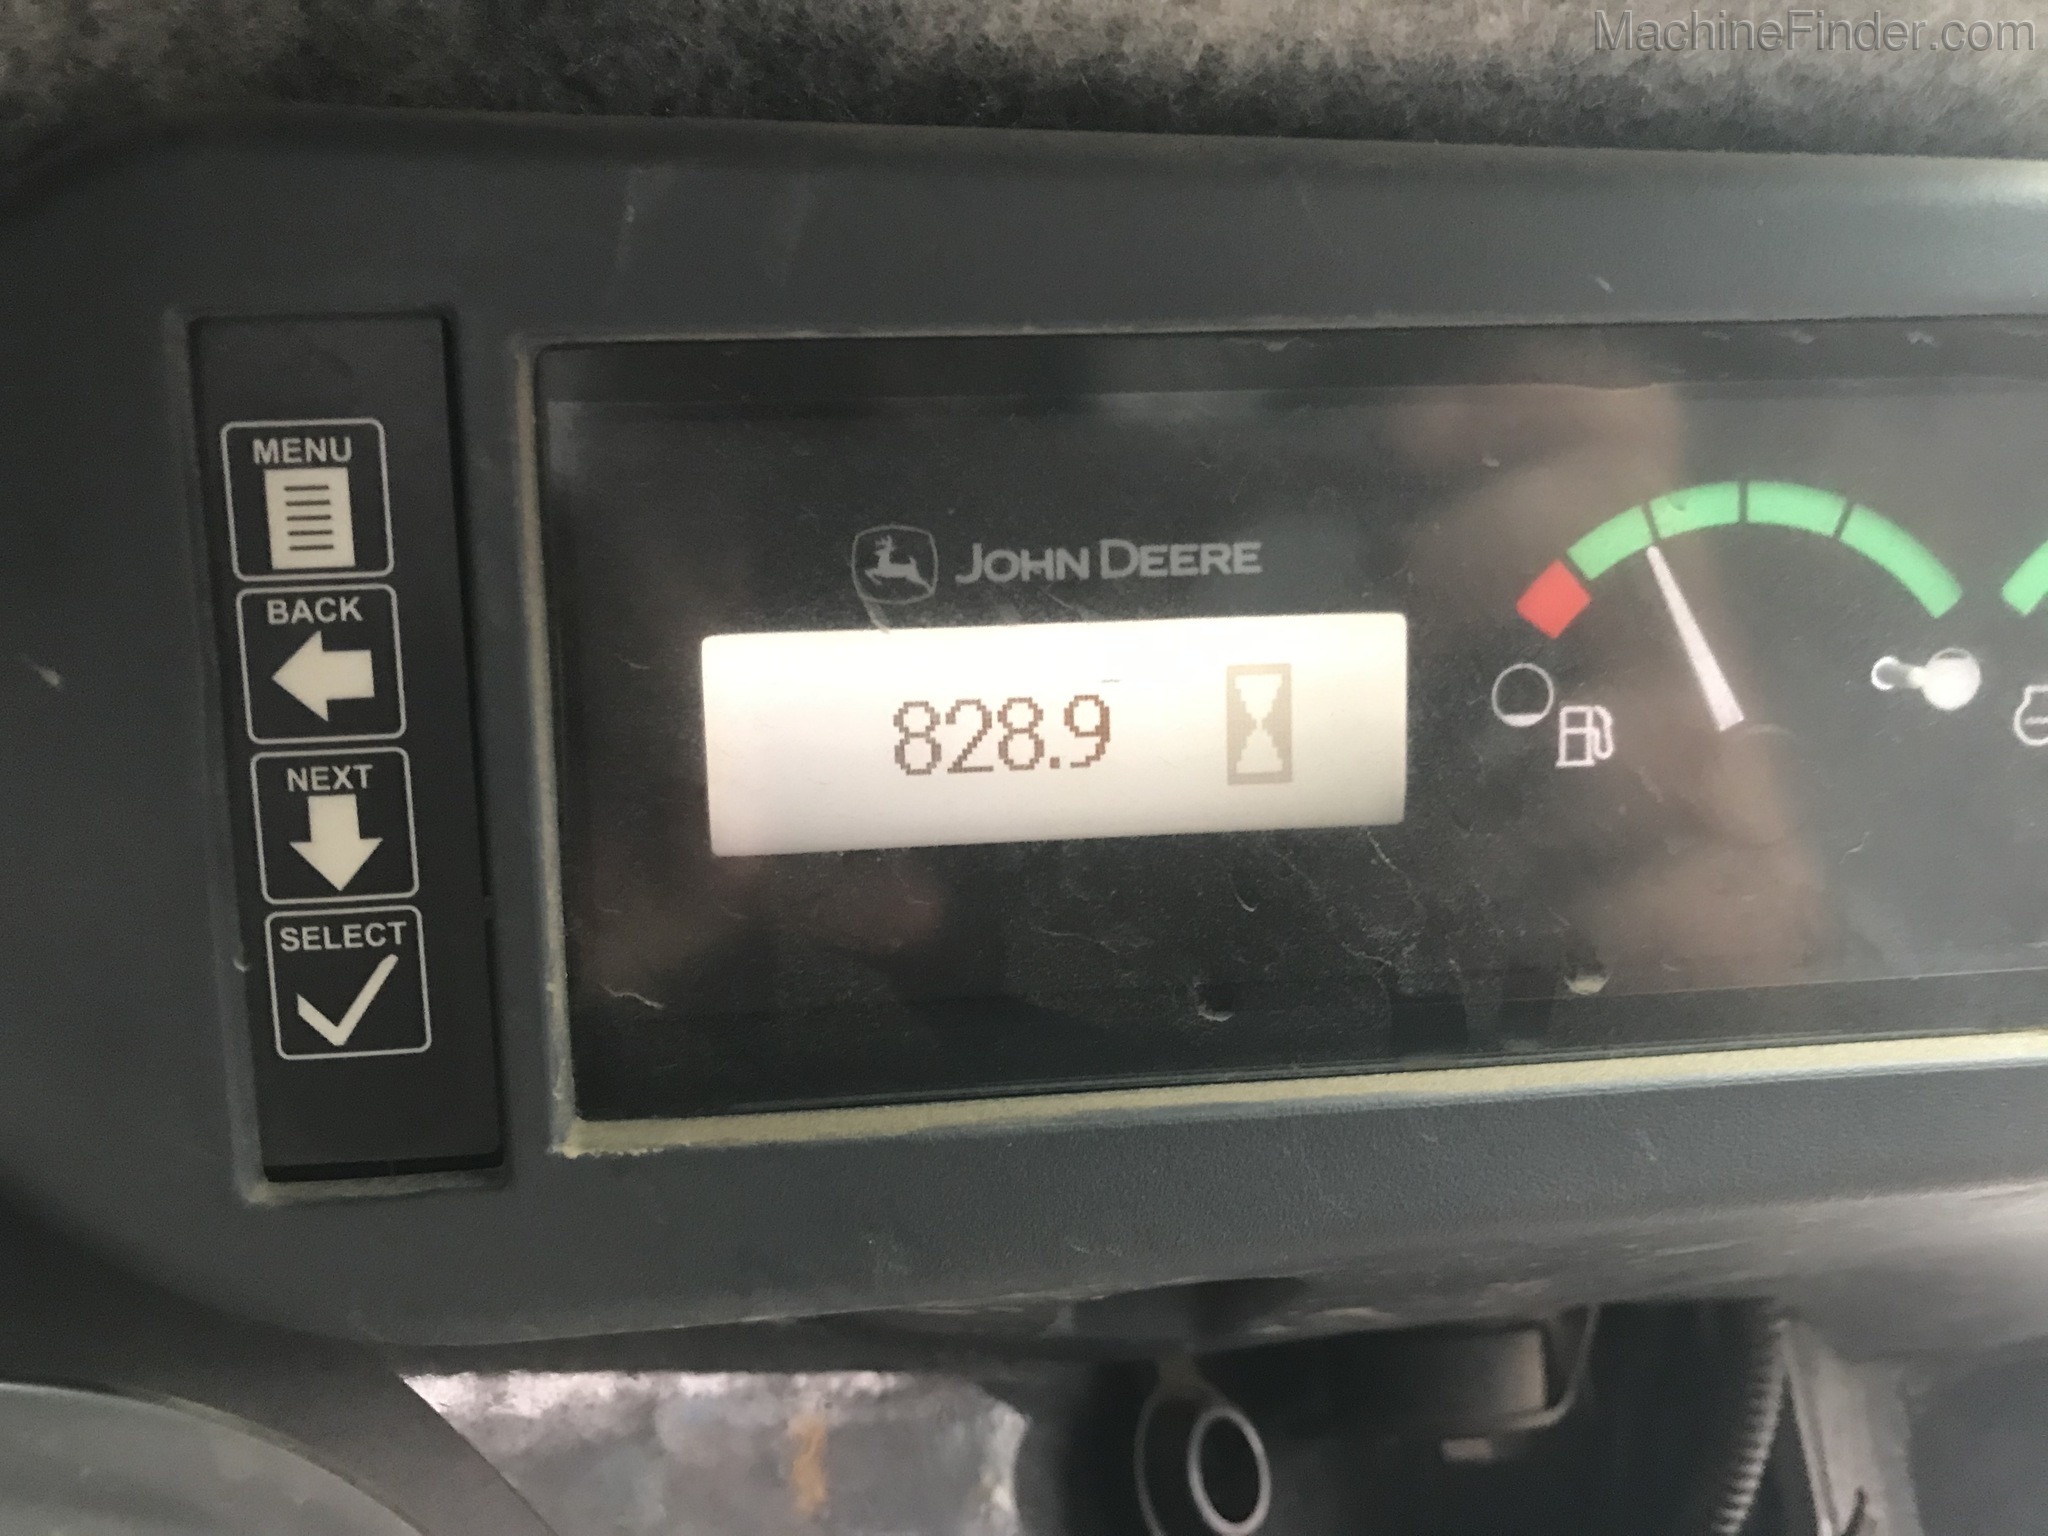 MachineFinder.com
MENU
BACK
NEXT
SELECT
JOHN DEERE
828.9